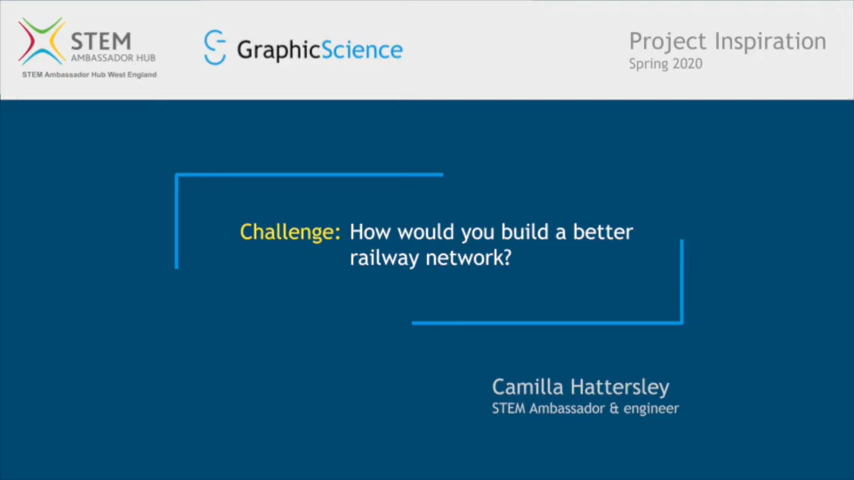 STEM
AMBASSADOR HUB
STEM Ambassador Hub West England
GraphicScience
Project Inspiration
Spring 2020
Challenge: How would you build a better
railway network?
Camilla Hattersley
STEM Ambassador & engineer